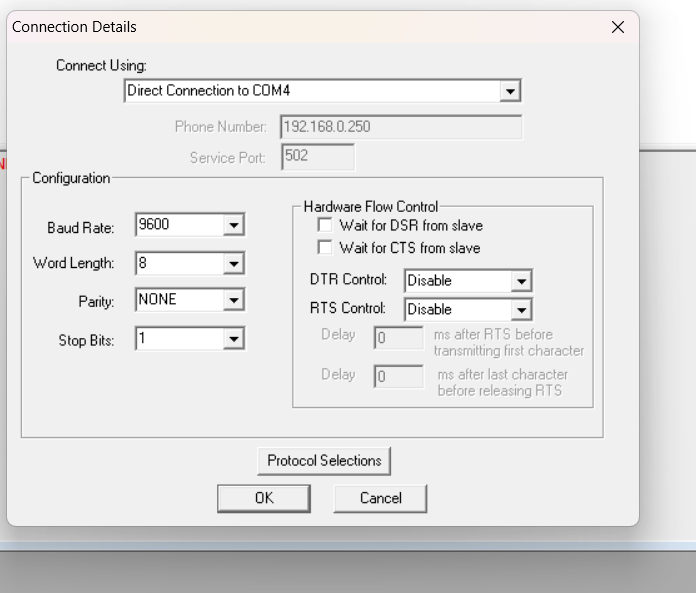 Connection Details
Connect Using:
Direct Connection to COM4
Phone Number: 192.168.0.250
Service Port: 502
Configuration
Baud Rate: 9600
Word Length: 8
Parity: NONE
Stop Bits: 1
Hardware Flow Control
Wait for DSR from slave
Wait for CTS from slave
DTR Control: Disable
RTS Control: Disable
Delay 0 ms after RTS before
transmitting first character
Delay 0 ms after last character
before releasing RTS
Protocol Selections
OK Cancel